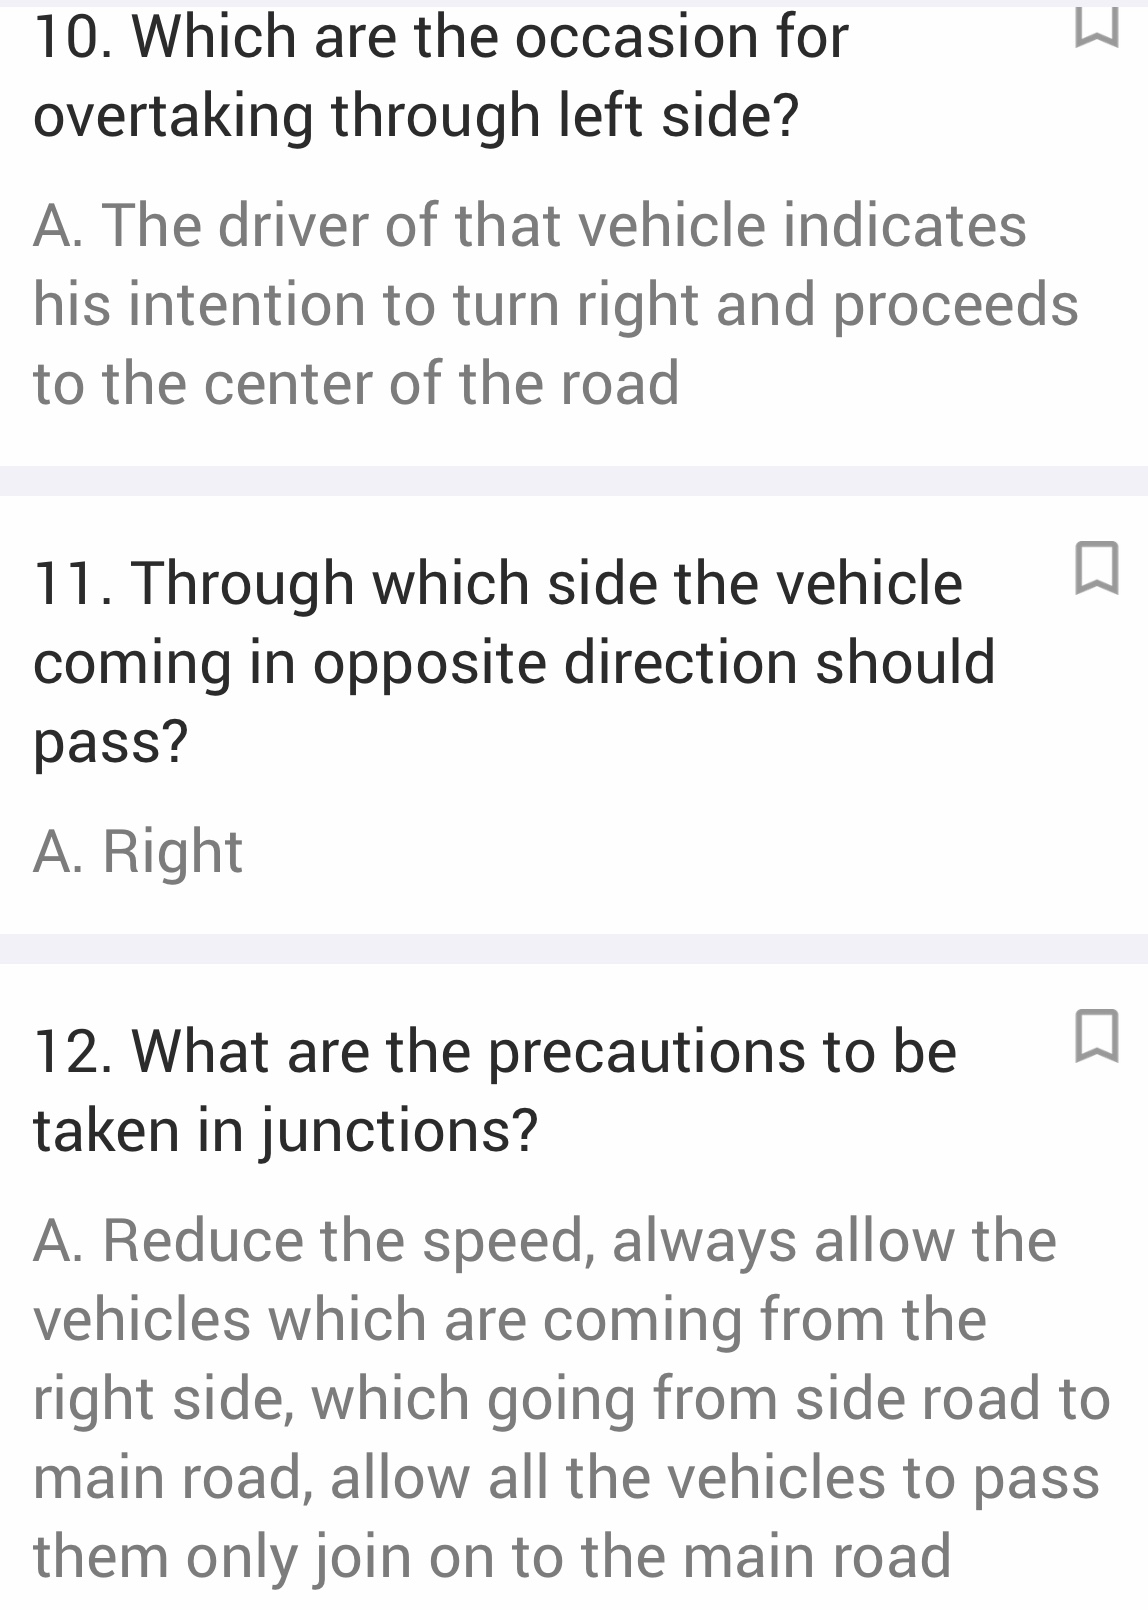 10. Which are the occasion for
overtaking through left side?
A. The driver of that vehicle indicates
his intention to turn right and proceeds
to the center of the road
11. Through which side the vehicle
coming in opposite direction should
pass?
A. Right
12. What are the precautions to be
taken in junctions?
A. Reduce the speed, always allow the
vehicles which are coming from the
right side, which going from side road to
main road, allow all the vehicles to pass
them only join on to the main road